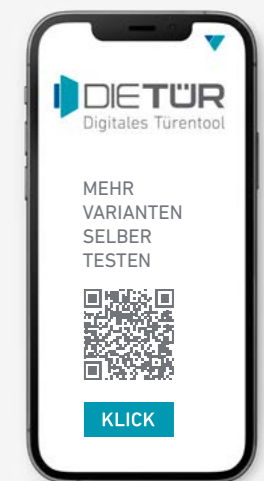 DIETÜR
Digitales Türentool
MEHR
VARIANTEN
SELBER
TESTEN
KLICK